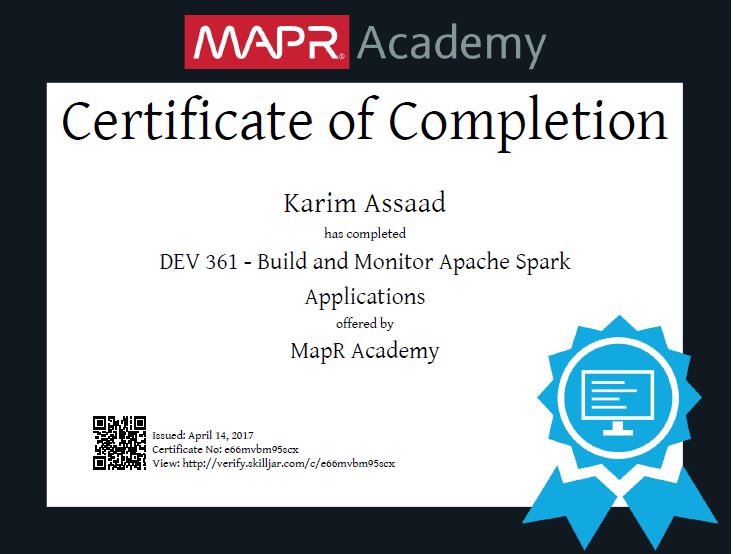 MAPR® Academy
Certificate of Completion
Karim Assaad
has completed
DEV 361 - Build and Monitor Apache Spark
Applications
offered by
MapR Academy
Issued: April 14, 2017
Certificate No: e66mvbm95scx
View: http://verify.skilljar.com/c/e66mvbm95scx